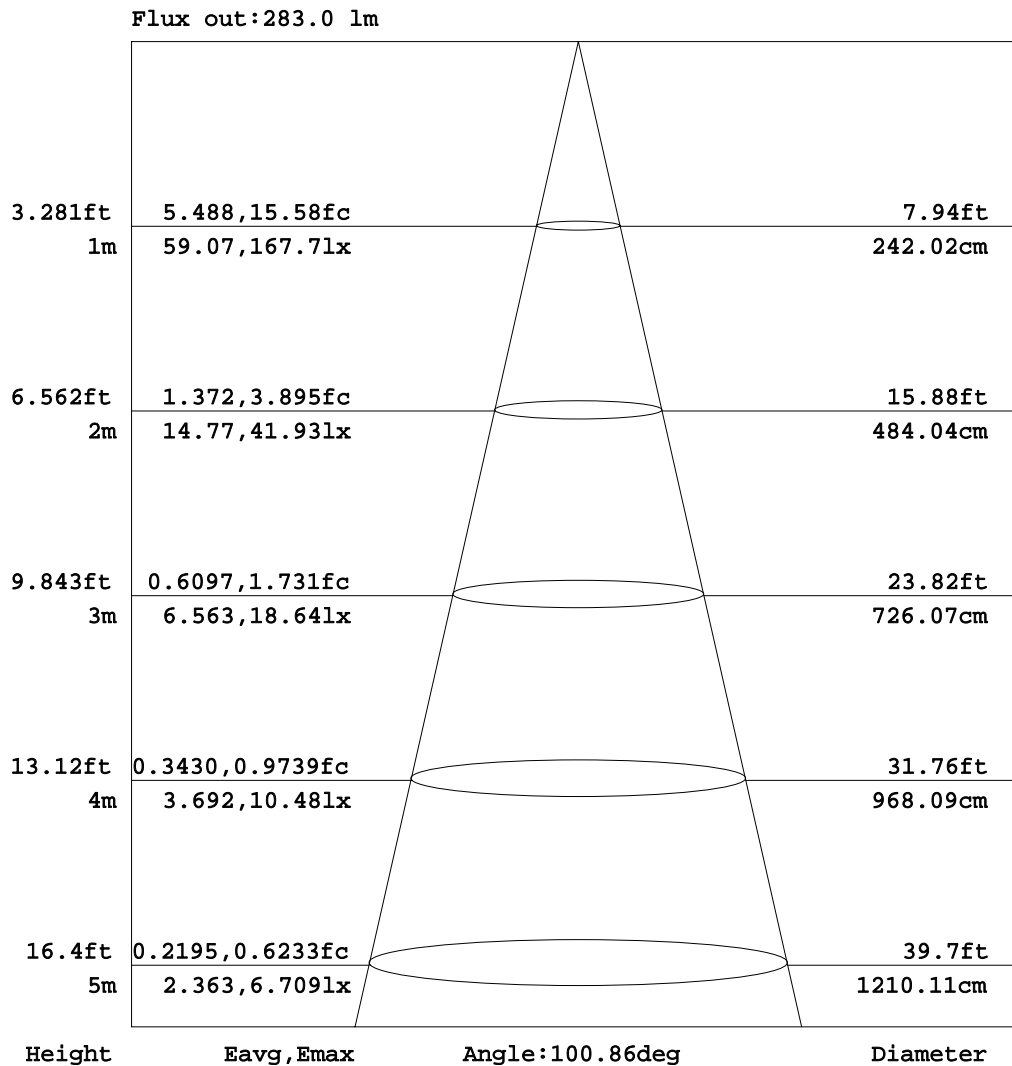 Flux out:283.0 lm
3.281ft 5.488,15.58fc 7.94ft
1m 59.07,167.7lx 242.02cm
6.562ft 1.372,3.895fc 15.88ft
2m 14.77,41.93lx 484.04cm
9.843ft 0.6097,1.731fc 23.82ft
3m 6.563,18.64lx 726.07cm
13.12ft 0.3430,0.9739fc 31.76ft
4m 3.692,10.48lx 968.09cm
16.4ft 0.2195,0.6233fc 39.7ft
5m 2.363,6.709lx 1210.11cm
Height Eavg,Emax Angle:100.86deg Diameter